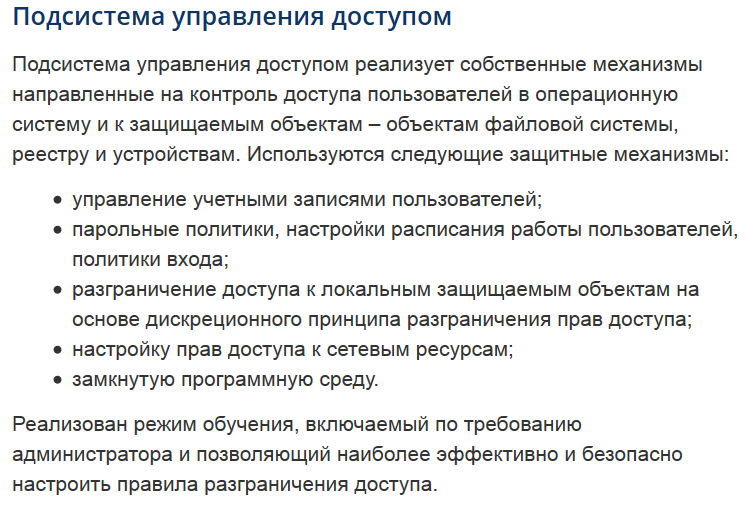 Подсистема управления доступом
Подсистема управления доступом реализует собственные механизмы
направленные на контроль доступа пользователей в операционную
систему и к защищаемым объектам – объектам файловой системы,
реестру и устройствам. Используются следующие защитные механизмы:
• управление учетными записями пользователей;
• парольные политики, настройки расписания работы пользователей,
политики входа;
• разграничение доступа к локальным защищаемым объектам на
основе дискреционного принципа разграничения прав доступа;
• настройку прав доступа к сетевым ресурсам;
• замкнутую программную среду.
Реализован режим обучения, включаемый по требованию
администратора и позволяющий наиболее эффективно и безопасно
настроить правила разграничения доступа.